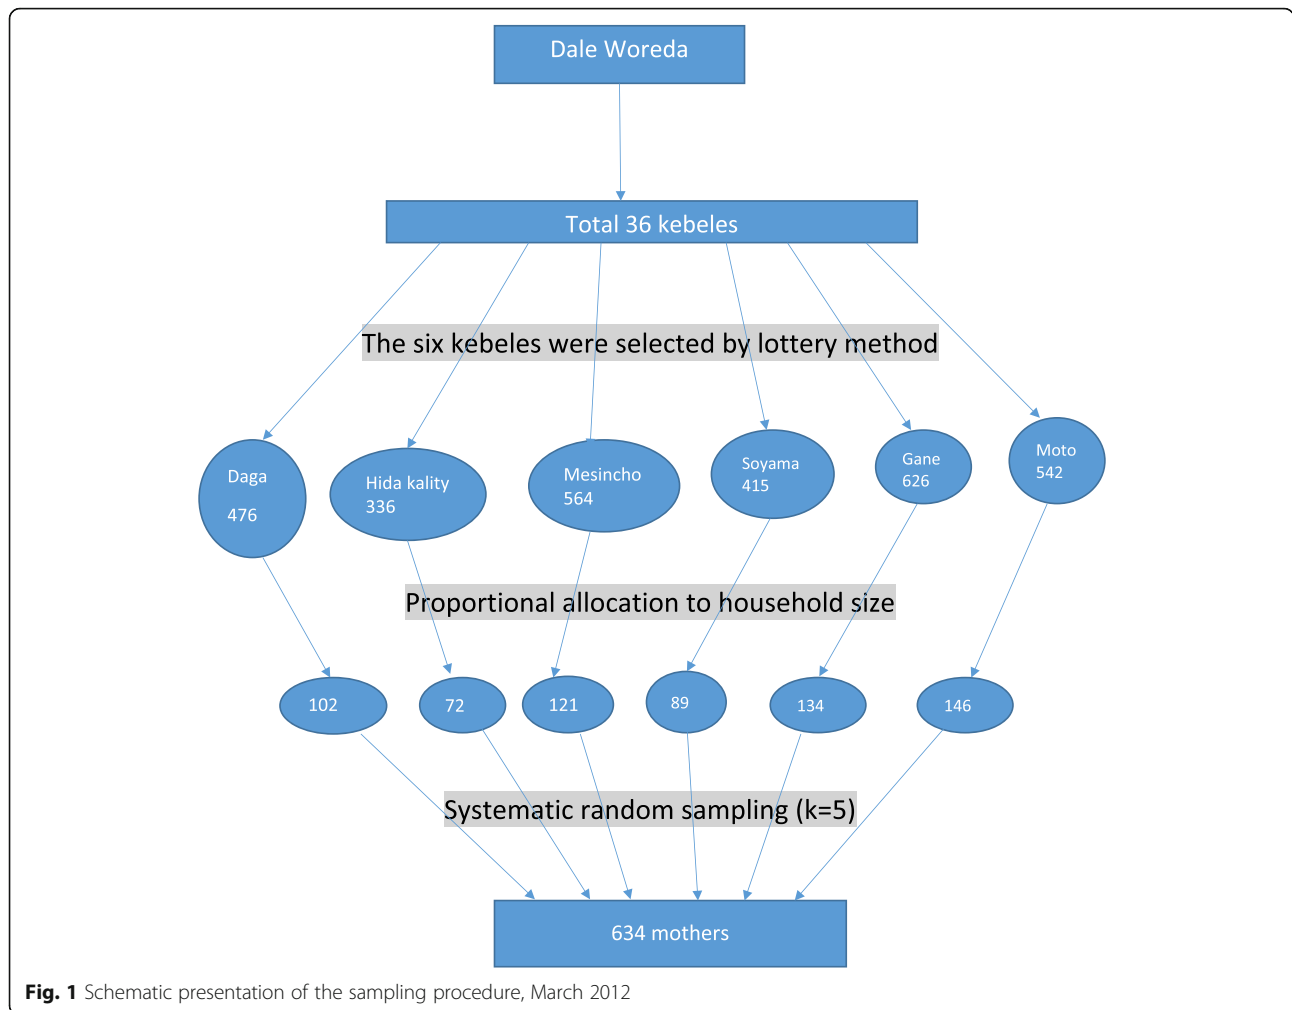 Dale Woreda
Total 36 kebeles
The six kebeles were selected by lottery method
Daga
476
Hida kality
336
Mesincho
564
Soyama
415
Gane
626
Moto
542
Proportional allocation to household size
102
72
121
89
134
146
Systematic random sampling (k=5)
634 mothers
Fig. 1 Schematic presentation of the sampling procedure, March 2012